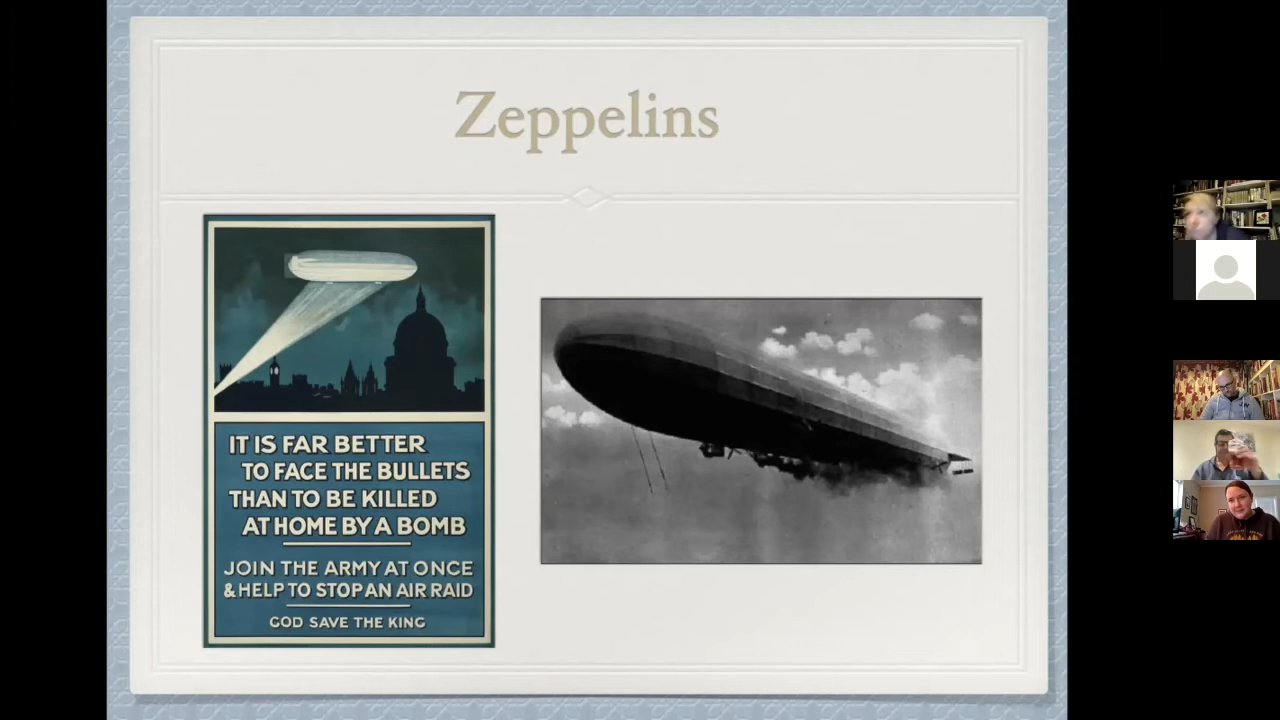 Zeppelins
IT IS FAR BETTER
TO FACE THE BULLETS
THAN TO BE KILLED
AT HOME BY A BOMB
JOIN THE ARMY AT ONCE
& HELP TO STOP AN AIR RAID
GOD SAVE THE KING